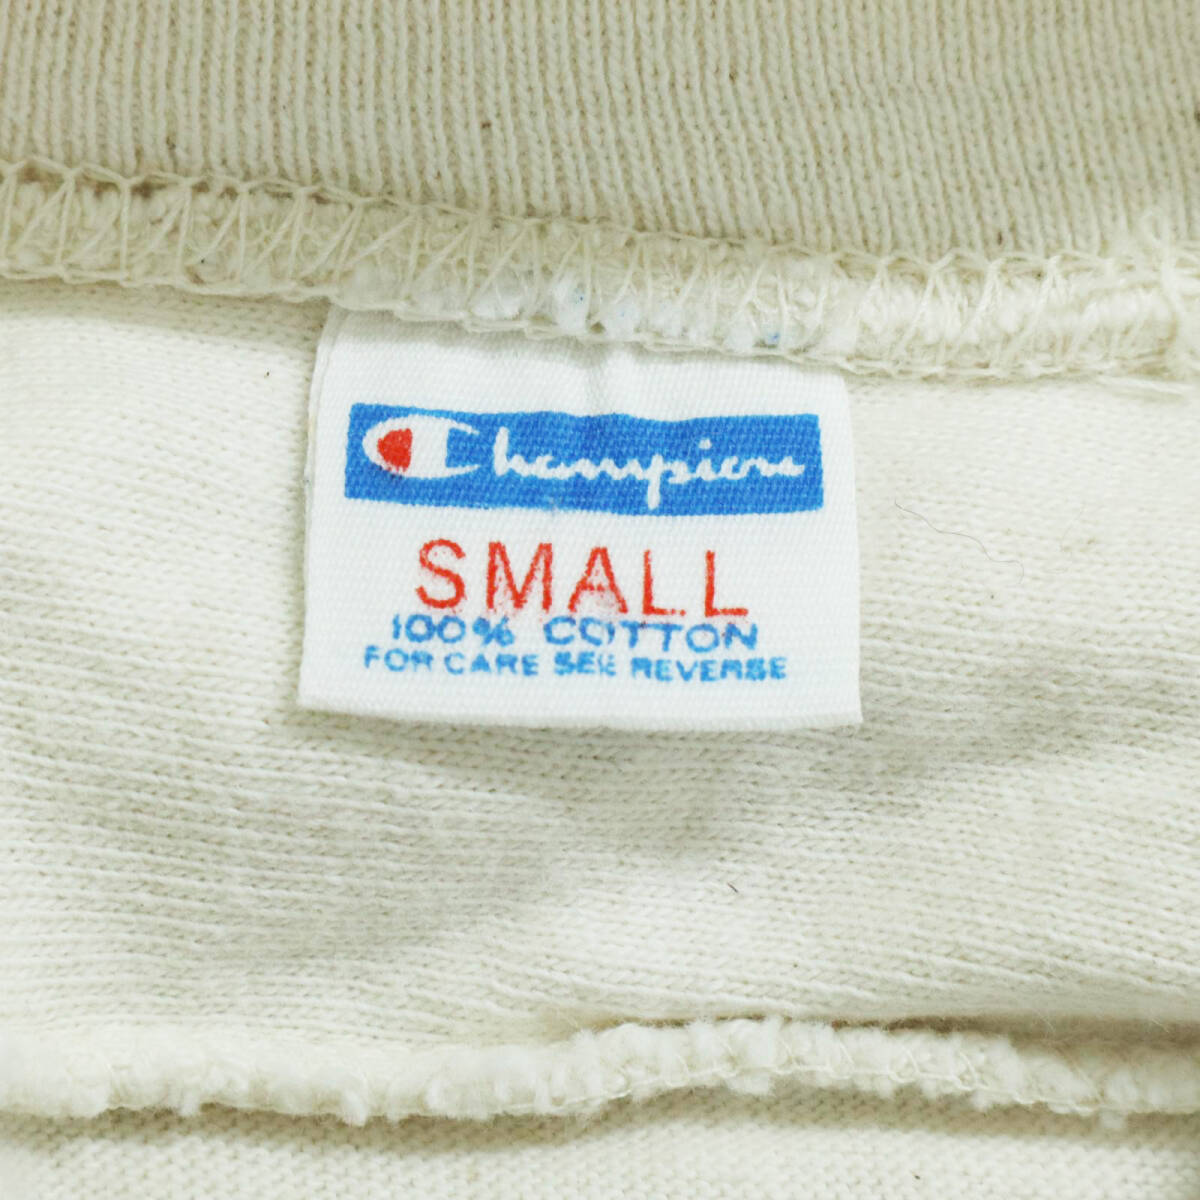 Champion
SMALL
100% COTTON
FOR CARE SEE REVERSE